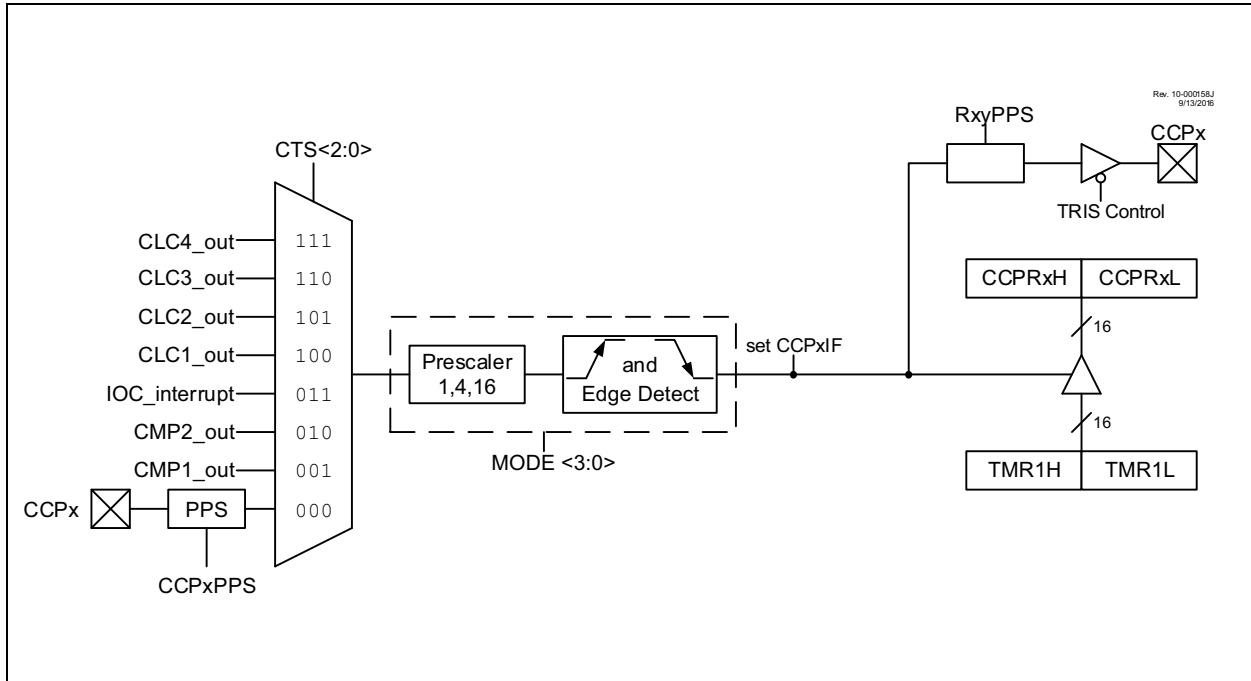 Rev. 10-000158J
9/13/2016
RxyPPS
CCPx
CTS<2:0>
TRIS Control
CLC4_out
111
CLC3_out
110
CCPRxH
CCPRxL
CLC2_out
101
16
CLC1_out
100
set CCPxIF
Prescaler
1,4,16
and
Edge Detect
IOC_interrupt
011
16
CMP2_out
010
MODE <3:0>
CMP1_out
001
TMR1H
TMR1L
CCPx
PPS
000
CCPxPPS